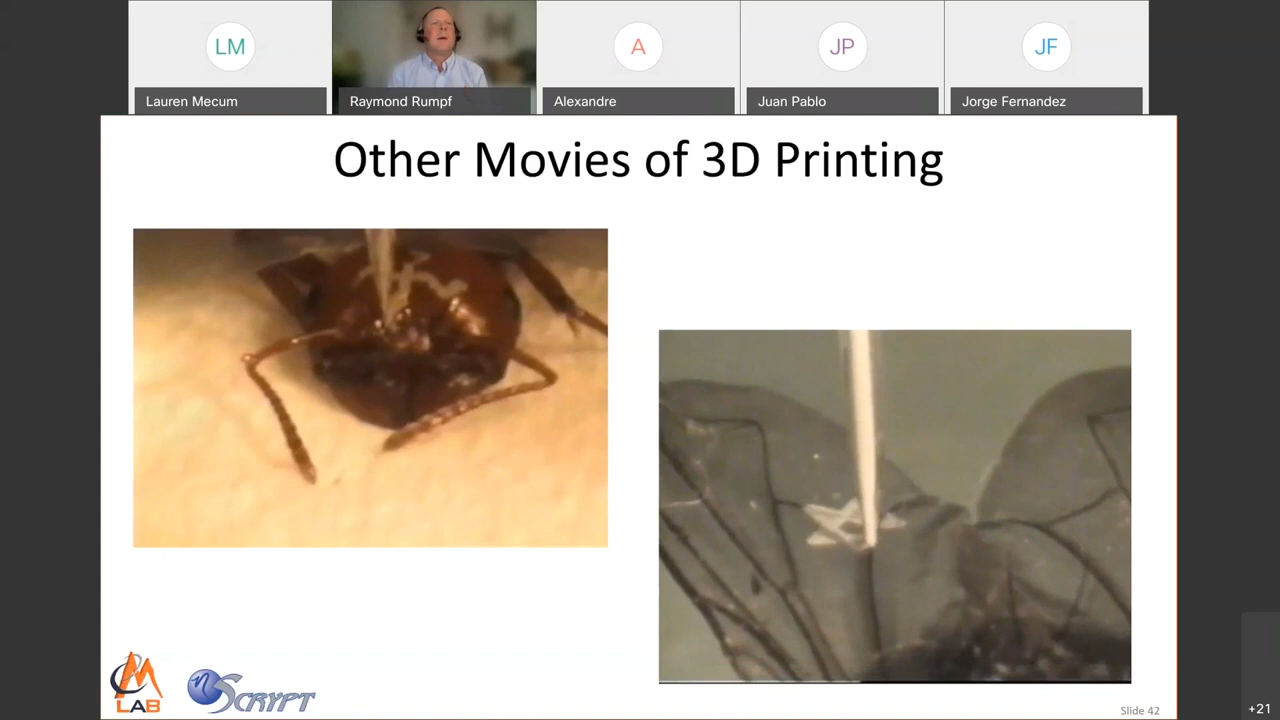 LM
A
JP
JF
Lauren Mecum
Raymond Rumpf
Alexandre
Juan Pablo
Jorge Fernandez
Other Movies of 3D Printing
EM
LAB
nSCRYPT
Slide 42
+21